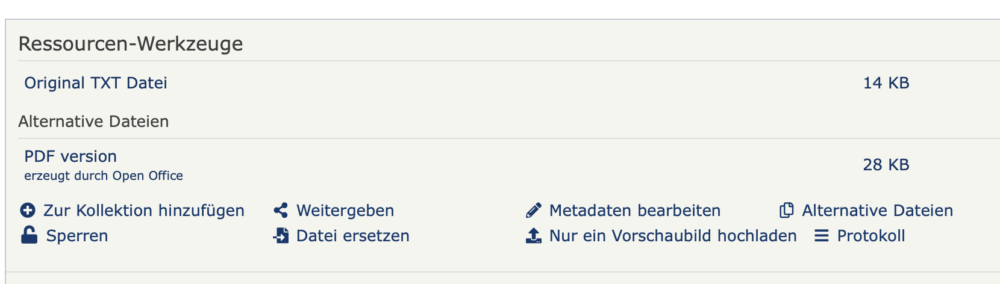 Ressourcen-Werkzeuge
Original TXT Datei 14 KB
Alternative Dateien
PDF version 28 KB
erzeugt durch Open Office
Zur Kollektion hinzufügen Weitergeben Metadaten bearbeiten Alternative Dateien
Sperren Datei ersetzen Nur ein Vorschaubild hochladen Protokoll